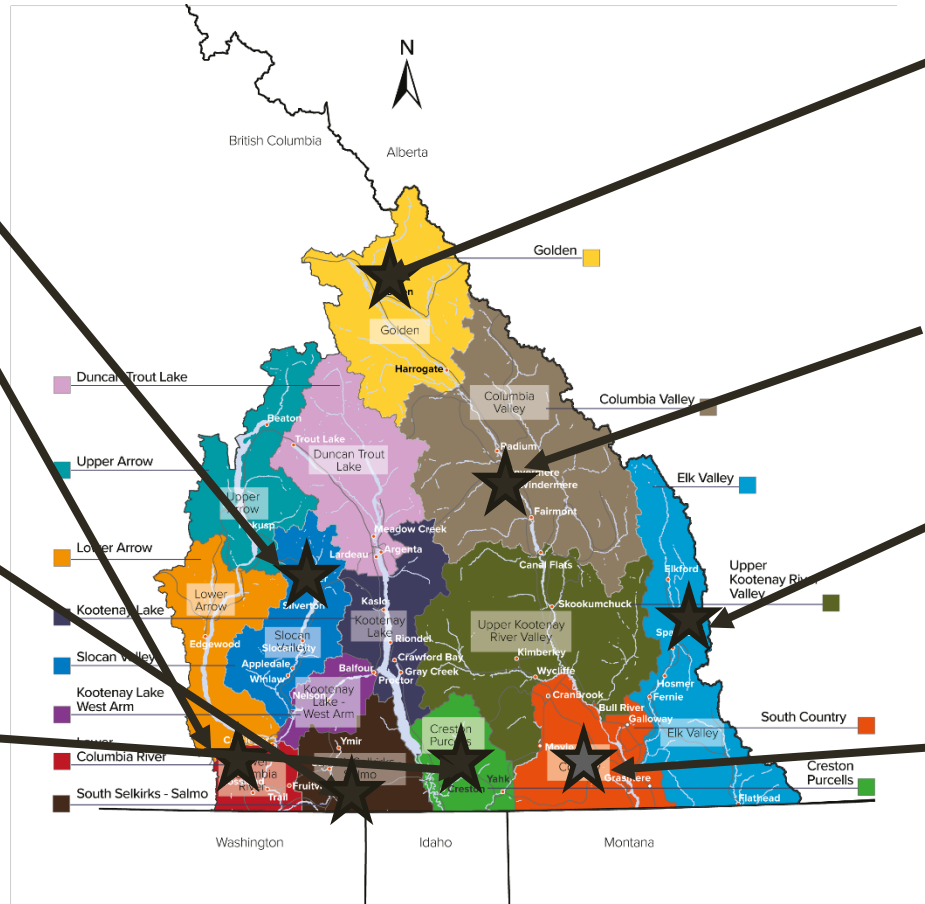 N
British Columbia
Alberta
Golden
Golden
Harrogate
Duncan Trout Lake
Columbia Valley
Columbia
Valley
Beaton
Trout Lake
Duncan Trout
Lake
Radium
Upper Arrow
Elk Valley
Windermere
Upper
Arrow
Fairmont
Meadow Creek
Lower Arrow
Lardeau
Argenta
Canal Flats
Elkford
Upper
Kootenay River
Valley
Lower
Arrow
Silverton
Kaslo
Skookumchuck
Kootenay Lake
Kootenay
Lake
Upper Kootenay
River Valley
Edgewood
Slocan
Slocan City
Riondel
Kimberley
Slocan Valley
Appledale
Winlaw
Crawford Bay
Balfour
Gray Creek
Proctor
Wycliffe
Hosmer
Kootenay Lake
West Arm
Nelson
Kootenay
Lake -
West Arm
Cranbrook
Fernie
Bull River
Galloway
South Country
Creston
Purcells
Elk Valley
Ymir
Lower
Columbia River
River
Salmo
Yahk
Creston
Grasmere
Creston
Purcells
South Selkirks - Salmo
Trail
Flathead
Washington
Idaho
Montana